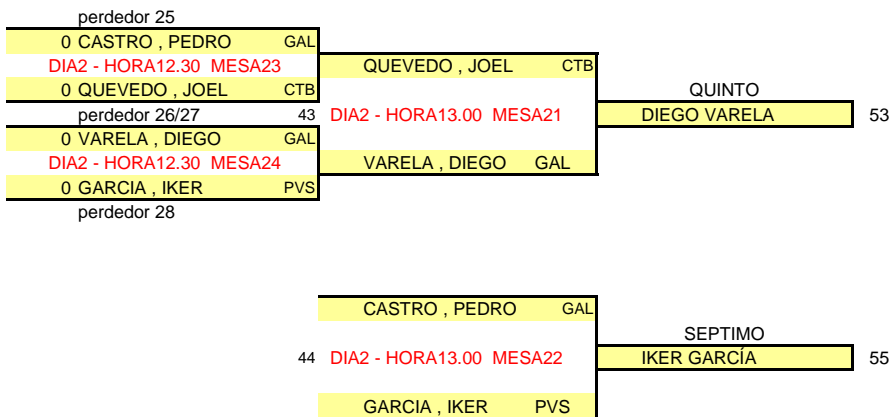 perdedor 25
0 CASTRO , PEDRO GAL
DIA2 - HORA12.30 MESA23 QUEVEDO , JOEL CTB
0 QUEVEDO , JOEL CTB QUINTO
perdedor 26/27 43 DIA2 - HORA13.00 MESA21 DIEGO VARELA 53
0 VARELA , DIEGO GAL
DIA2 - HORA12.30 MESA24 VARELA , DIEGO GAL
0 GARCIA , IKER PVS
perdedor 28
CASTRO , PEDRO GAL
SEPTIMO
44 DIA2 - HORA13.00 MESA22 IKER GARCÍA 55
GARCIA , IKER PVS